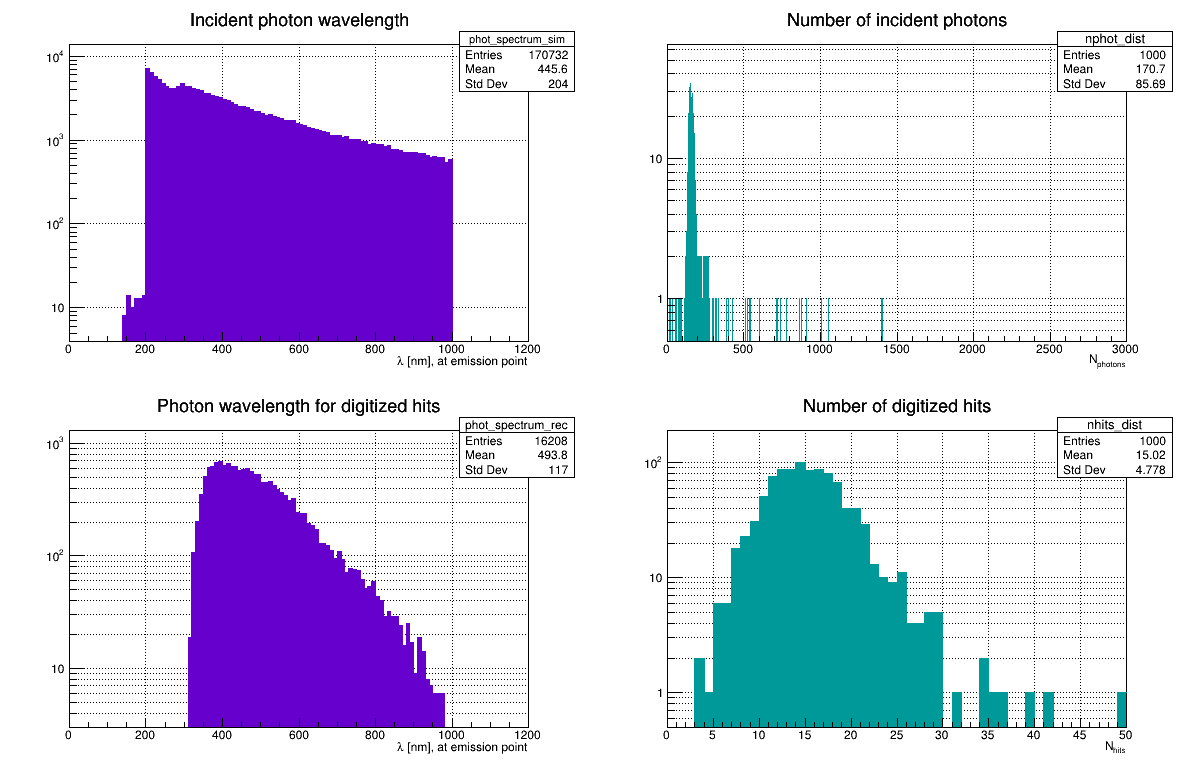 Incident photon wavelength
phot_spectrum_sim
Entries 170732
Mean 445.6
Std Dev 204
10^4
10^3
10^2
10
0 200 400 600 800 1000 1200
λ [nm], at emission point
Number of incident photons
nphot_dist
Entries 1000
Mean 170.7
Std Dev 85.69
10
1
0 500 1000 1500 2000 2500 3000
N_photons
Photon wavelength for digitized hits
phot_spectrum_rec
Entries 16208
Mean 493.8
Std Dev 117
10^3
10^2
10
0 200 400 600 800 1000 1200
λ [nm], at emission point
Number of digitized hits
nhits_dist
Entries 1000
Mean 15.02
Std Dev 4.778
10^2
10
1
0 5 10 15 20 25 30 35 40 45 50
N_hits